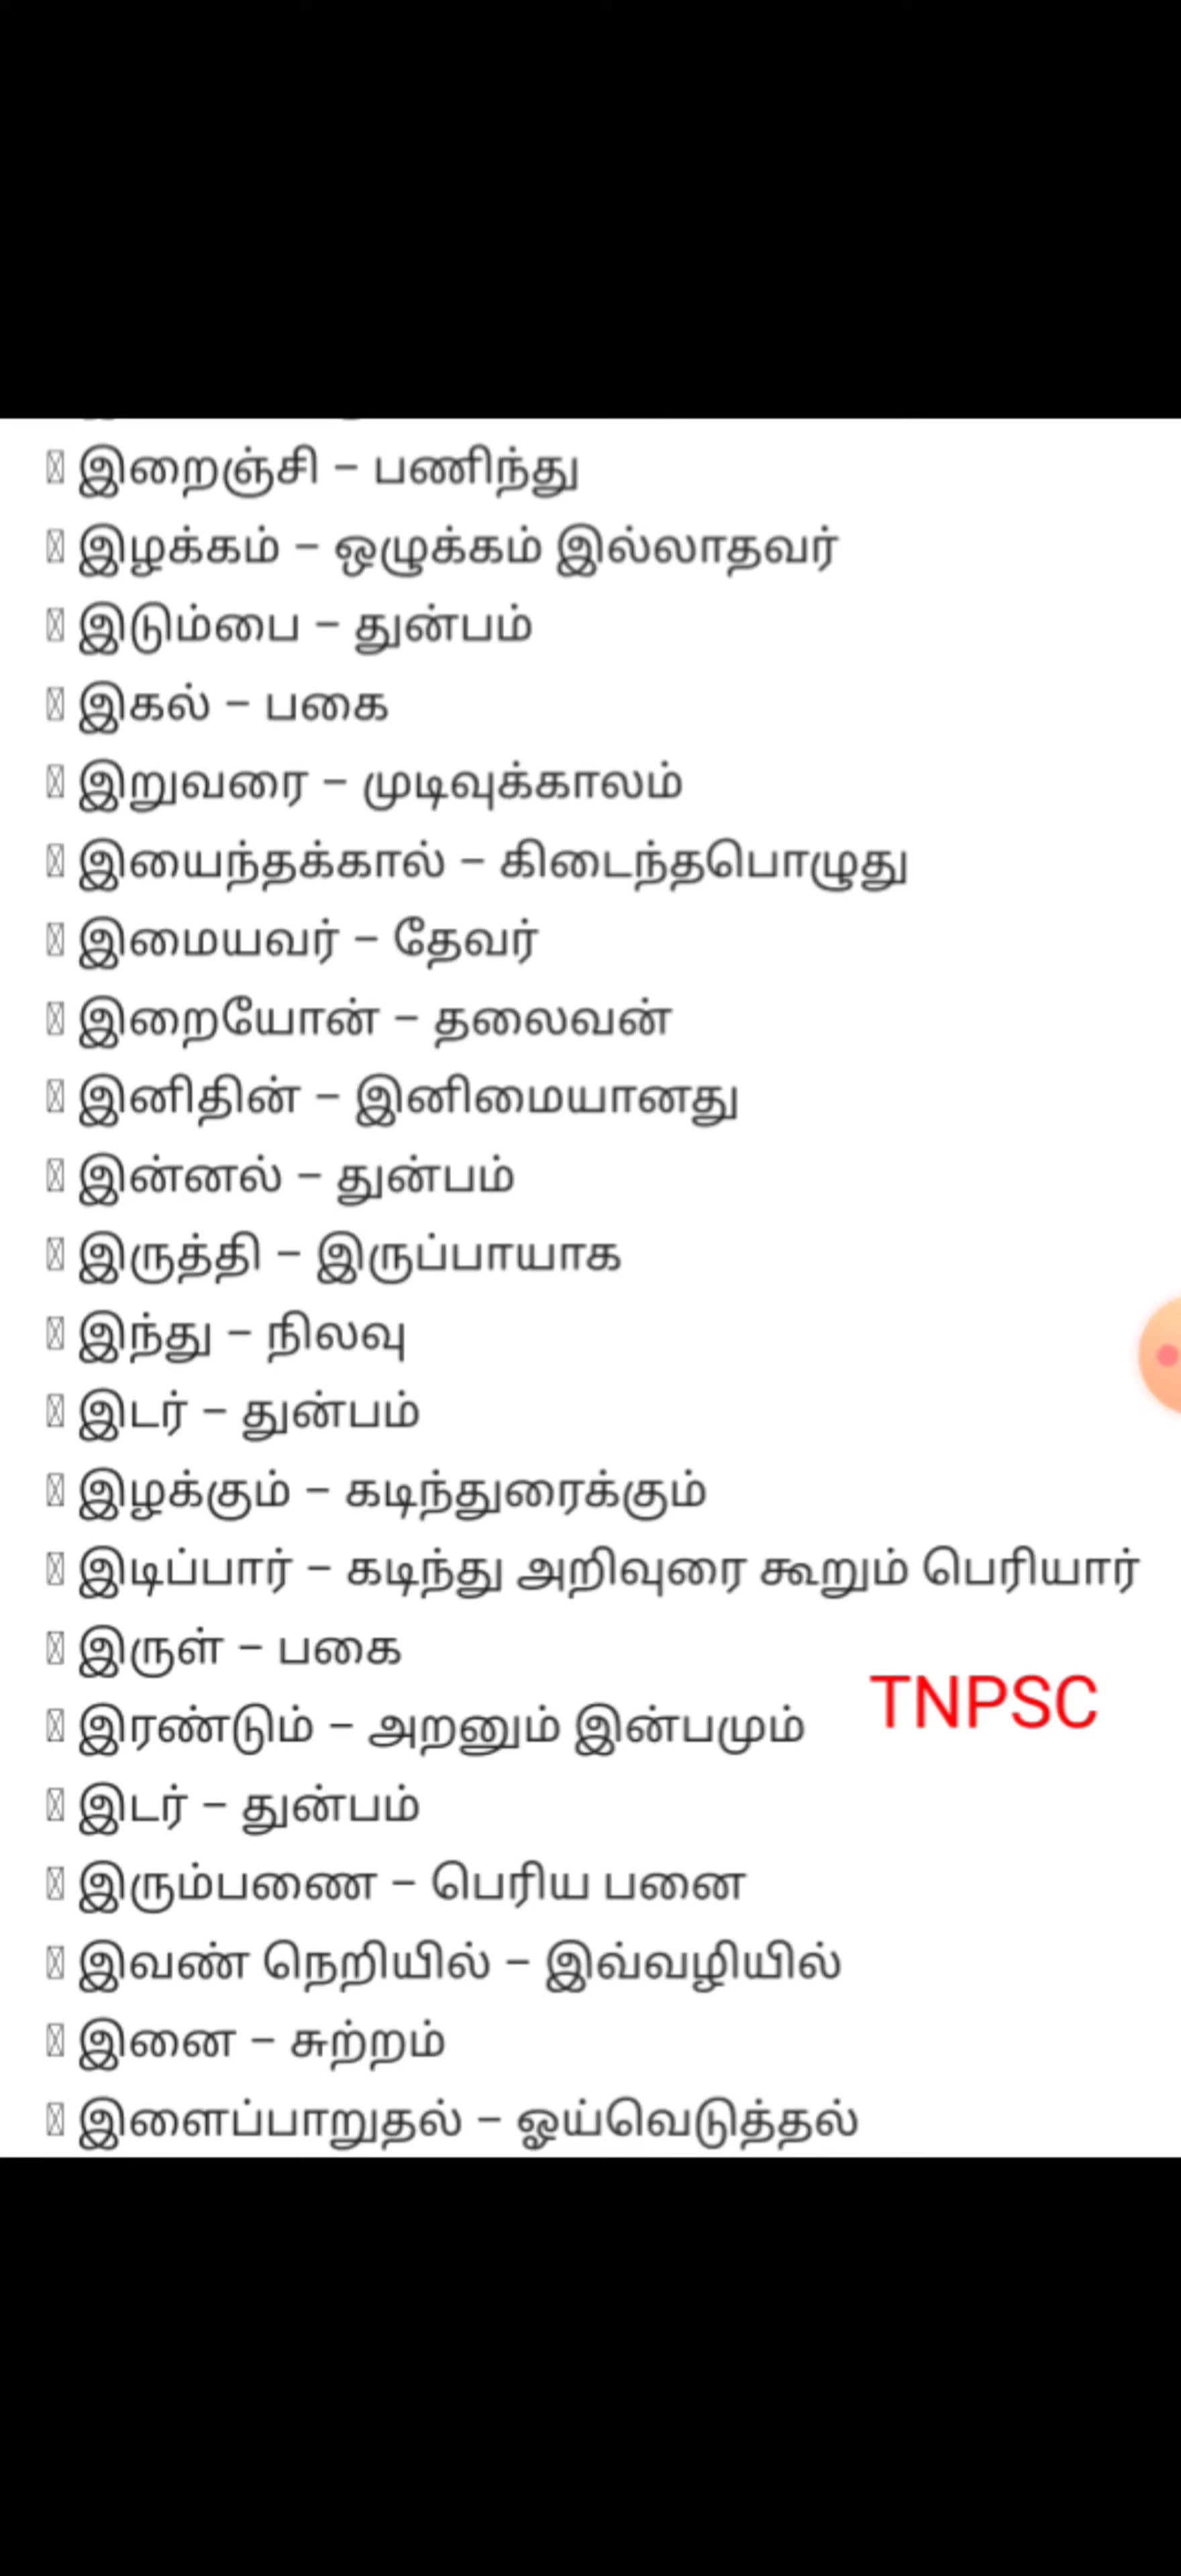 இறைஞ்சி – பணிந்து
இழக்கம் – ஒழுக்கம் இல்லாதவர்
இடும்பை – துன்பம்
இகல் – பகை
இறுவரை – முடிவுக்காலம்
இயைந்தக்கால் – கிடைந்தபொழுது
இமையவர் – தேவர்
இறையோன் – தலைவன்
இனிதின் – இனிமையானது
இன்னல் – துன்பம்
இருத்தி – இருப்பாயாக
இந்து – நிலவு
இடர் – துன்பம்
இழக்கும் – கடிந்துரைக்கும்
இடிப்பார் – கடிந்து அறிவுரை கூறும் பெரியார்
இருள் – பகை
TNPSC
இரண்டும் – அறனும் இன்பமும்
இடர் – துன்பம்
இரும்பணை – பெரிய பனை
இவண் நெறியில் – இவ்வழியில்
இனை – சுற்றம்
இளைப்பாறுதல் – ஓய்வெடுத்தல்